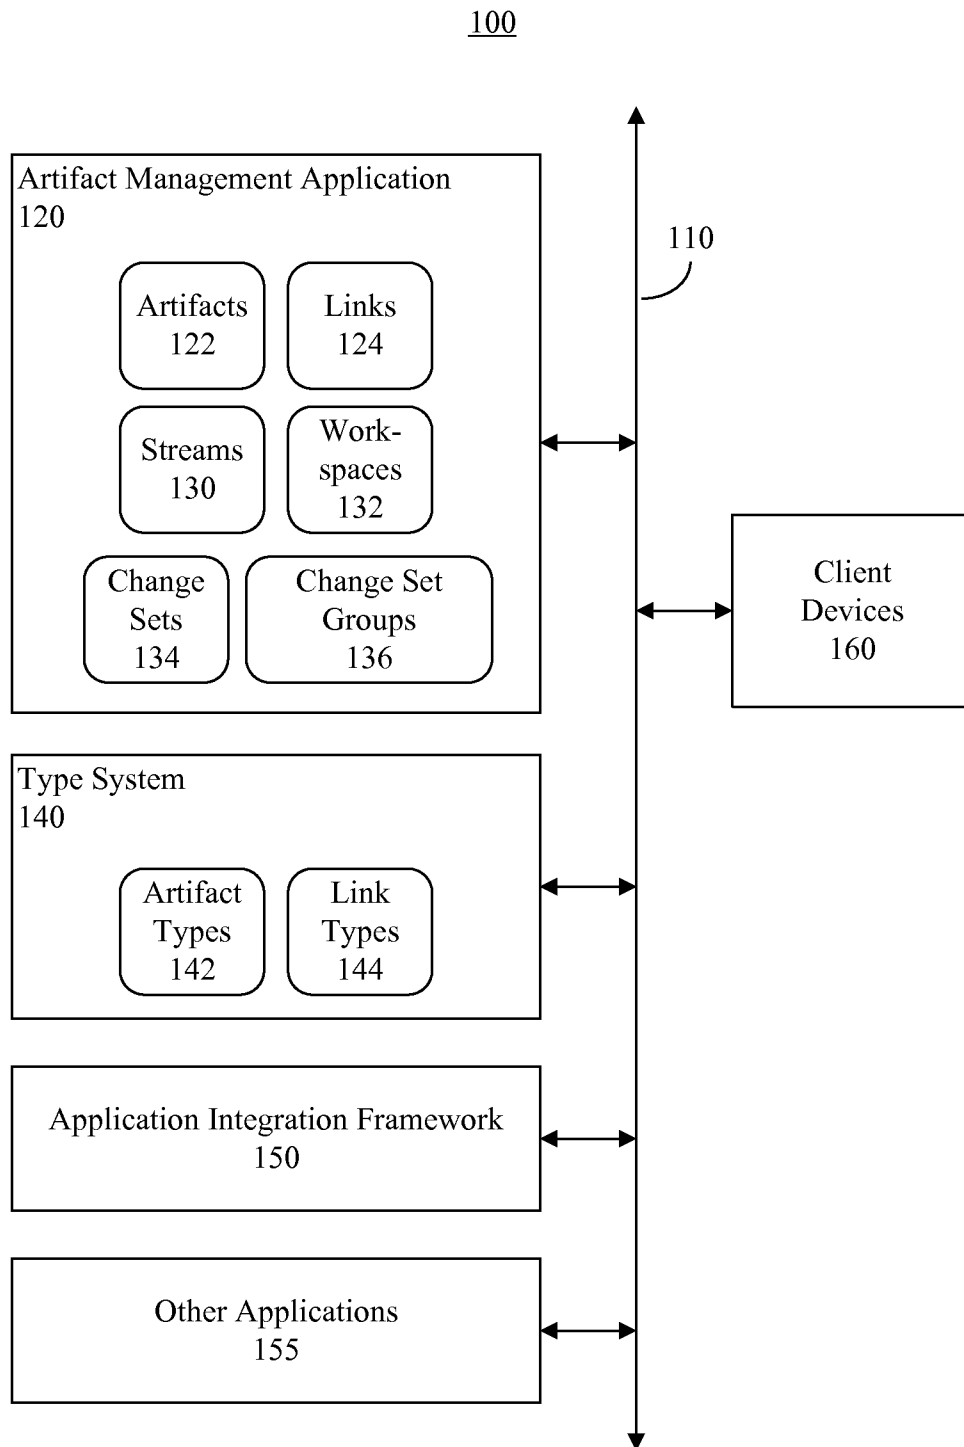 100
Artifact Management Application
120
110
Artifacts
122
Links
124
Streams
130
Work-
spaces
132
Change
Sets
134
Change Set
Groups
136
Client
Devices
160
Type System
140
Artifact
Types
142
Link
Types
144
Application Integration Framework
150
Other Applications
155